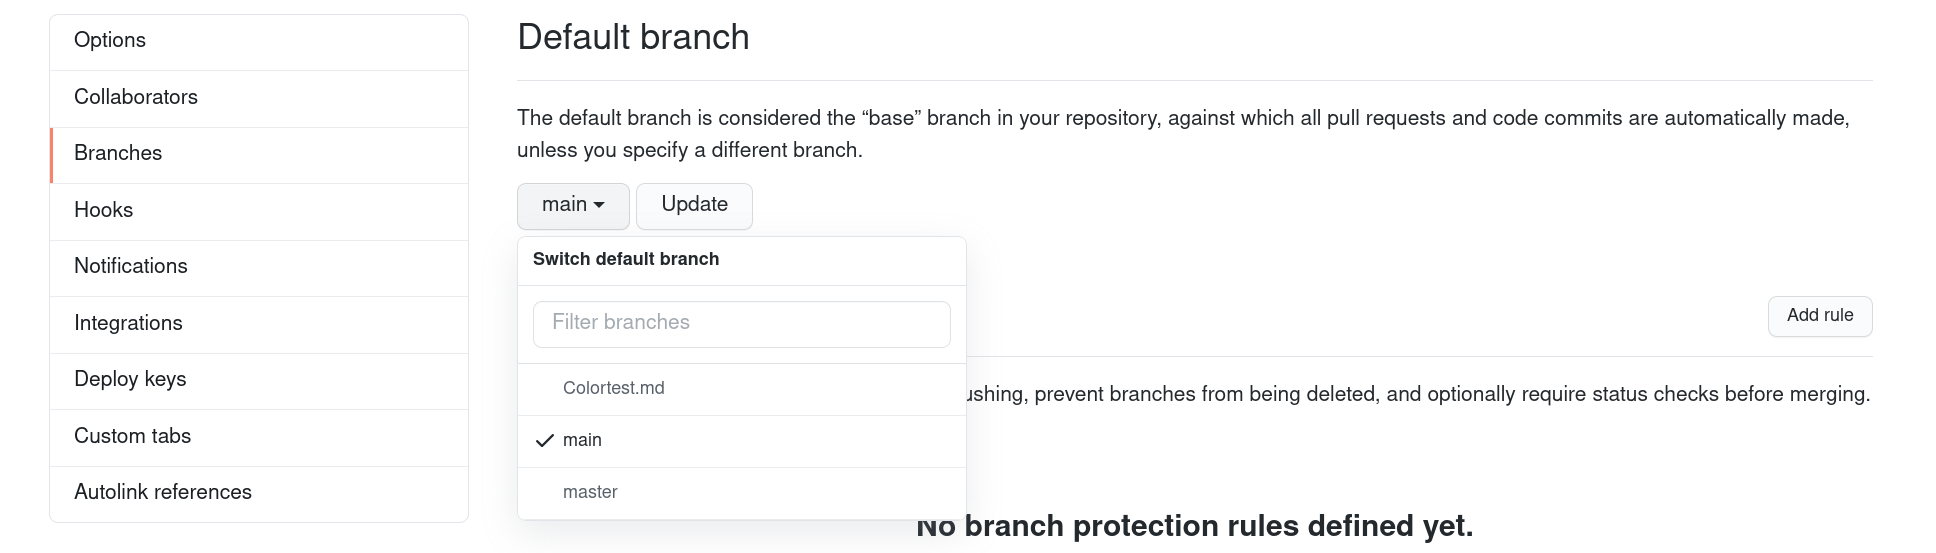 Options
Collaborators
Branches
Hooks
Notifications
Integrations
Deploy keys
Custom tabs
Autolink references
Default branch
The default branch is considered the “base” branch in your repository, against which all pull requests and code commits are automatically made,
unless you specify a different branch.
main Update
Switch default branch
Filter branches
Colortest.md
main
master
Add rule
prevent branches from being deleted, and optionally require status checks before merging.
No branch protection rules defined yet.